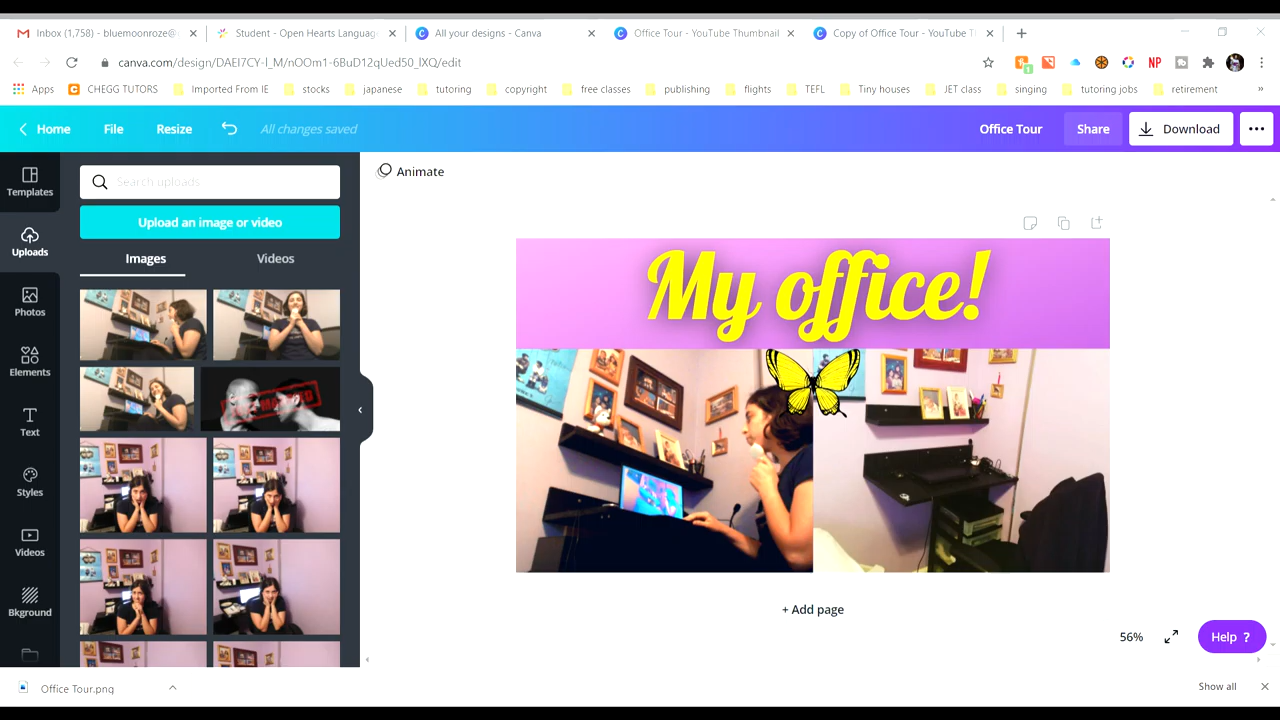 Inbox (1,758) - bluemoonroze@
Student - Open Hearts Languag
All your designs - Canva
Office Tour - YouTube Thumbnail
Copy of Office Tour - YouTube T
canva.com/design/DAEI7CY-I_M/nOOm1-6BuD12qUed50_lXQ/edit
NP
Apps
CHEGG TUTORS
Imported From IE
stocks
japanese
tutoring
copyright
free classes
publishing
flights
TEFL
Tiny houses
JET class
singing
tutoring jobs
retirement
Home
File
Resize
All changes saved
Office Tour
Share
Download
Templates
Uploads
Photos
Elements
Text
Styles
Videos
Bkground
Search uploads
Upload an image or video
Images
Videos
Animate
My office!
+ Add page
56%
Help ?
Office Tour.png
Show all